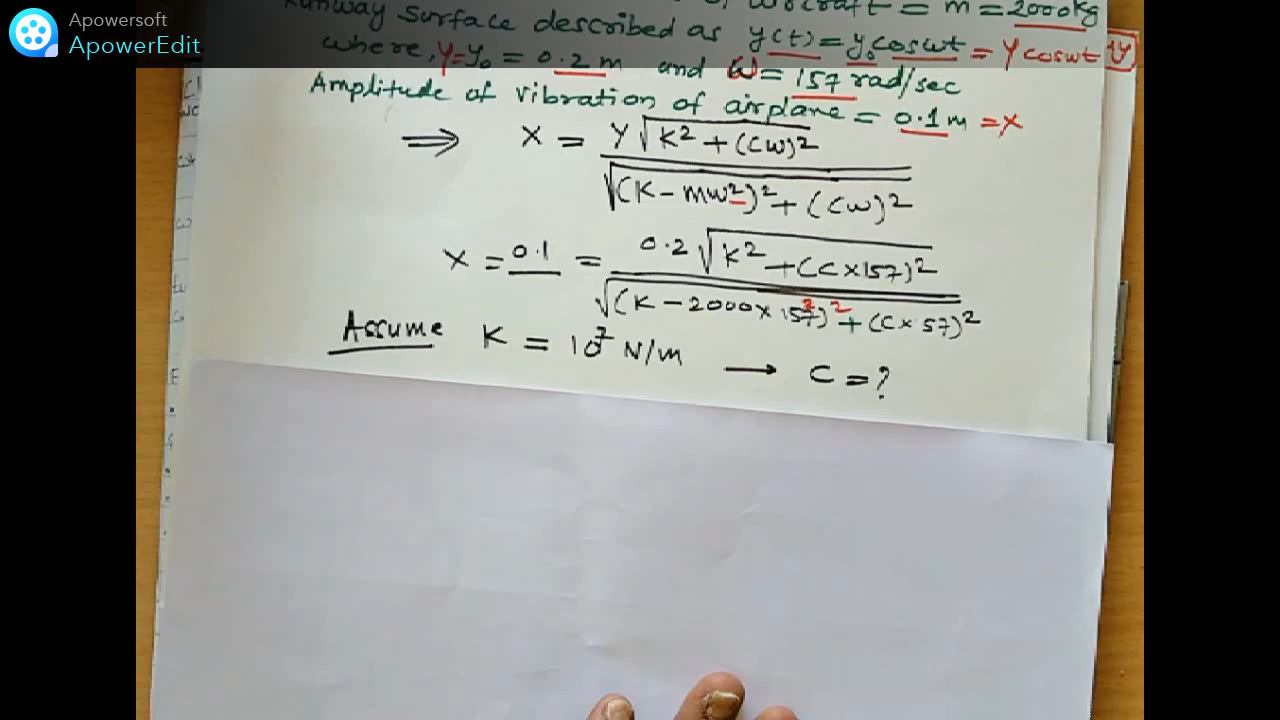 Apowersoft
ApowerEdit
Runway surface described as y(t) = y₀ cosωt = Y cosωt
where, Y=y₀ = 0.2 m and ω = 157 rad/sec
Amplitude of vibration of airplane = 0.1 m = X
⇒ X = Y√(K² + (Cω)²) / √((K - mω²)² + (Cω)²)
X = 0.1 = 0.2√(K² + (C×157)²) / √((K - 2000×157²)² + (C×57)²)
Assume K = 10⁷ N/m → C = ?